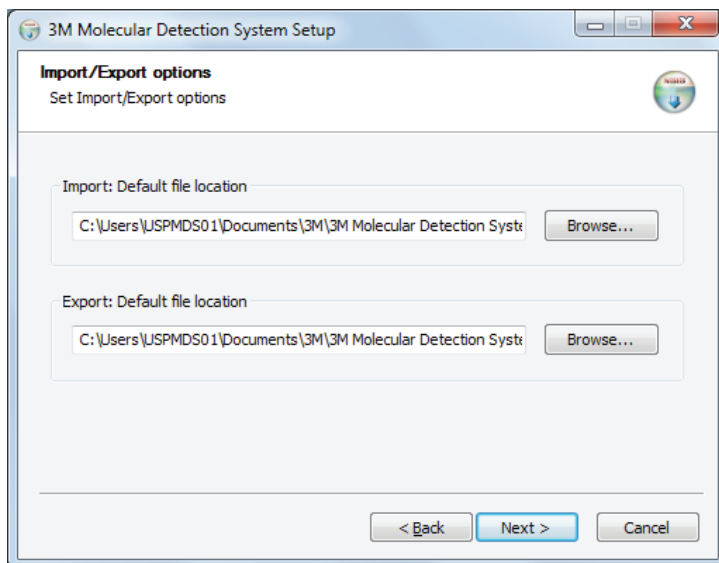 3M Molecular Detection System Setup
Import/Export options
Set Import/Export options
Import: Default file location
C:\Users\USPMDS01\Documents\3M\3M Molecular Detection Syste
Browse...
Export: Default file location
C:\Users\USPMDS01\Documents\3M\3M Molecular Detection Syste
Browse...
< Back
Next >
Cancel